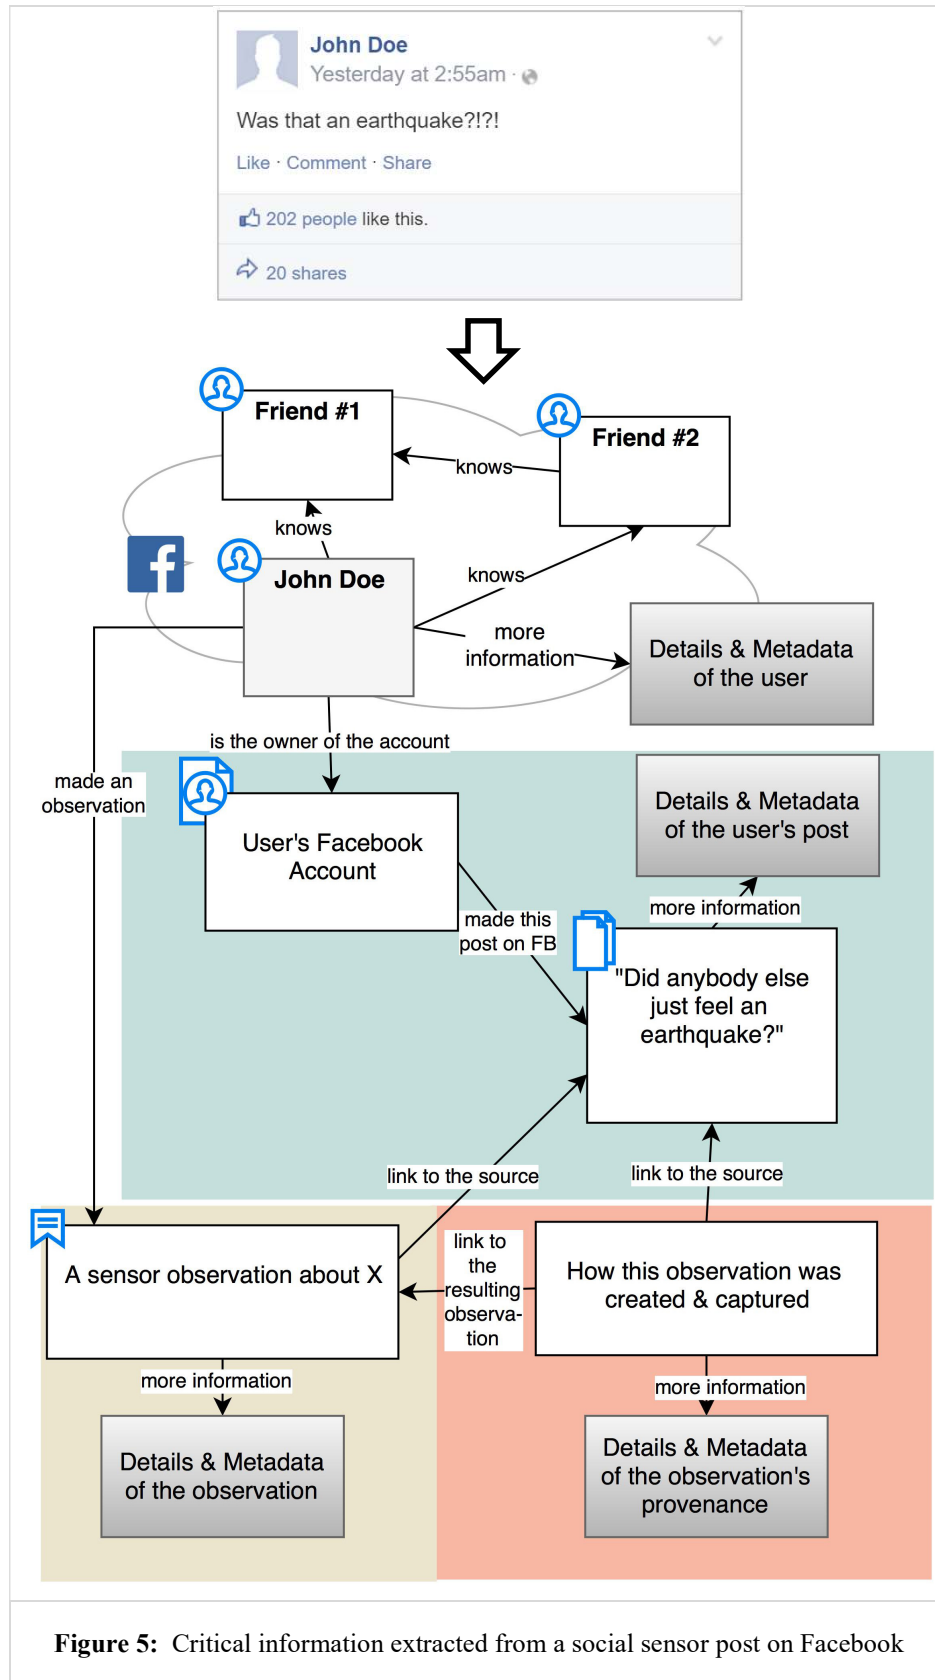 John Doe
Yesterday at 2:55am ·
Was that an earthquake?!?!
Like · Comment · Share
202 people like this.
20 shares
Friend #1
Friend #2
knows
knows
John Doe
knows
more
information
Details & Metadata
of the user
is the owner of the account
made an
observation
User's Facebook
Account
Details & Metadata
of the user's post
more information
made this
post on FB
"Did anybody else
just feel an
earthquake?"
link to the source
link to the source
A sensor observation about X
link to
the
resulting
observa-
tion
How this observation was
created & captured
more information
more information
Details & Metadata
of the observation
Details & Metadata
of the observation's
provenance
Figure 5: Critical information extracted from a social sensor post on Facebook